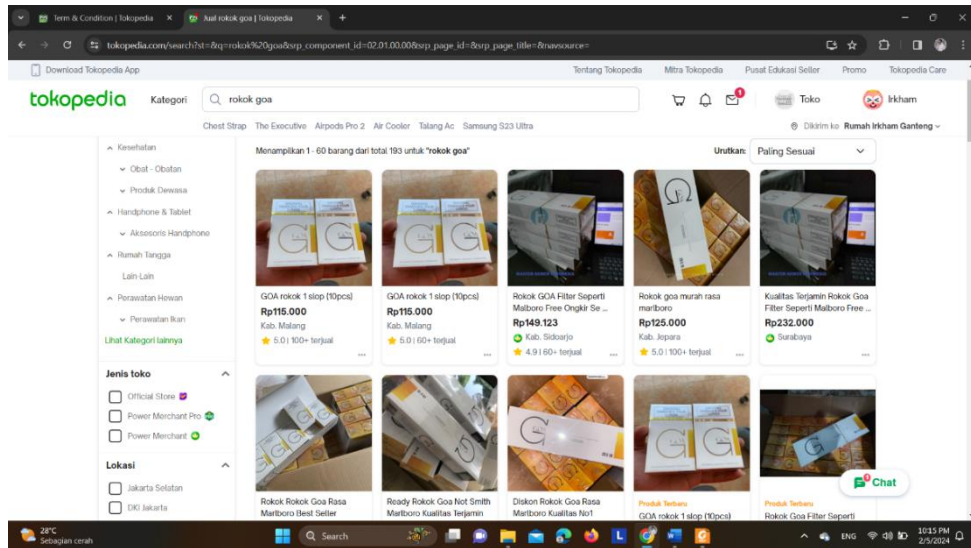 Term & Condition | Tokopedia
Jual rokok goa | Tokopedia
tokopedia.com/search?st=&q=rokok%20goa&srp_component_id=02.01.00.00&srp_page_id=&srp_page_title=&navsource=
Download Tokopedia App
Tentang Tokopedia Mitra Tokopedia Pusat Edukasi Seller Promo Tokopedia Care
tokopedia Kategori rokok goa 9 Toko Irkham
Chest Strap The Executive Airpods Pro 2 Air Cooler Talang Ac Samsung S23 Ultra
Dikirim ke Rumah Irkham Ganteng
Kesehatan
Obat - Obatan
Produk Dewasa
Handphone & Tablet
Aksesoris Handphone
Rumah Tangga
Lain-Lain
Perawatan Hewan
Perawatan Ikan
Lihat Kategori lainnya
Jenis toko
Official Store
Power Merchant Pro
Power Merchant
Lokasi
Jakarta Selatan
DKI Jakarta
Menampilkan 1 - 60 barang dari total 193 untuk "rokok goa"
Urutkan: Paling Sesuai
GOA rokok 1 slop (10pcs)
Rp115.000
Kab. Malang
5.0 | 100+ terjual
GOA rokok 1 slop (10pcs)
Rp115.000
Kab. Malang
5.0 | 60+ terjual
Rokok GOA Filter Seperti
Malboro Free Ongkir Se ...
Rp149.123
Kab. Sidoarjo
4.9 | 60+ terjual
Rokok goa murah rasa
marlboro
Rp125.000
Kab. Jepara
5.0 | 100+ terjual
Kualitas Terjamin Rokok Goa
Filter Seperti Malboro Free ...
Rp232.000
Surabaya
Rokok Rokok Goa Rasa
Marlboro Best Seller
Ready Rokok Goa Not Smith
Marlboro Kualitas Terjamin
Diskon Rokok Goa Rasa
Marlboro Kualitas No1
Produk Terbaru
GOA rokok 1 slop (10pcs)
Produk Terbaru
Rokok Goa Filter Seperti
Chat
28°C
Sebagian cerah
Search
ENG
10:15 PM
2/5/2024